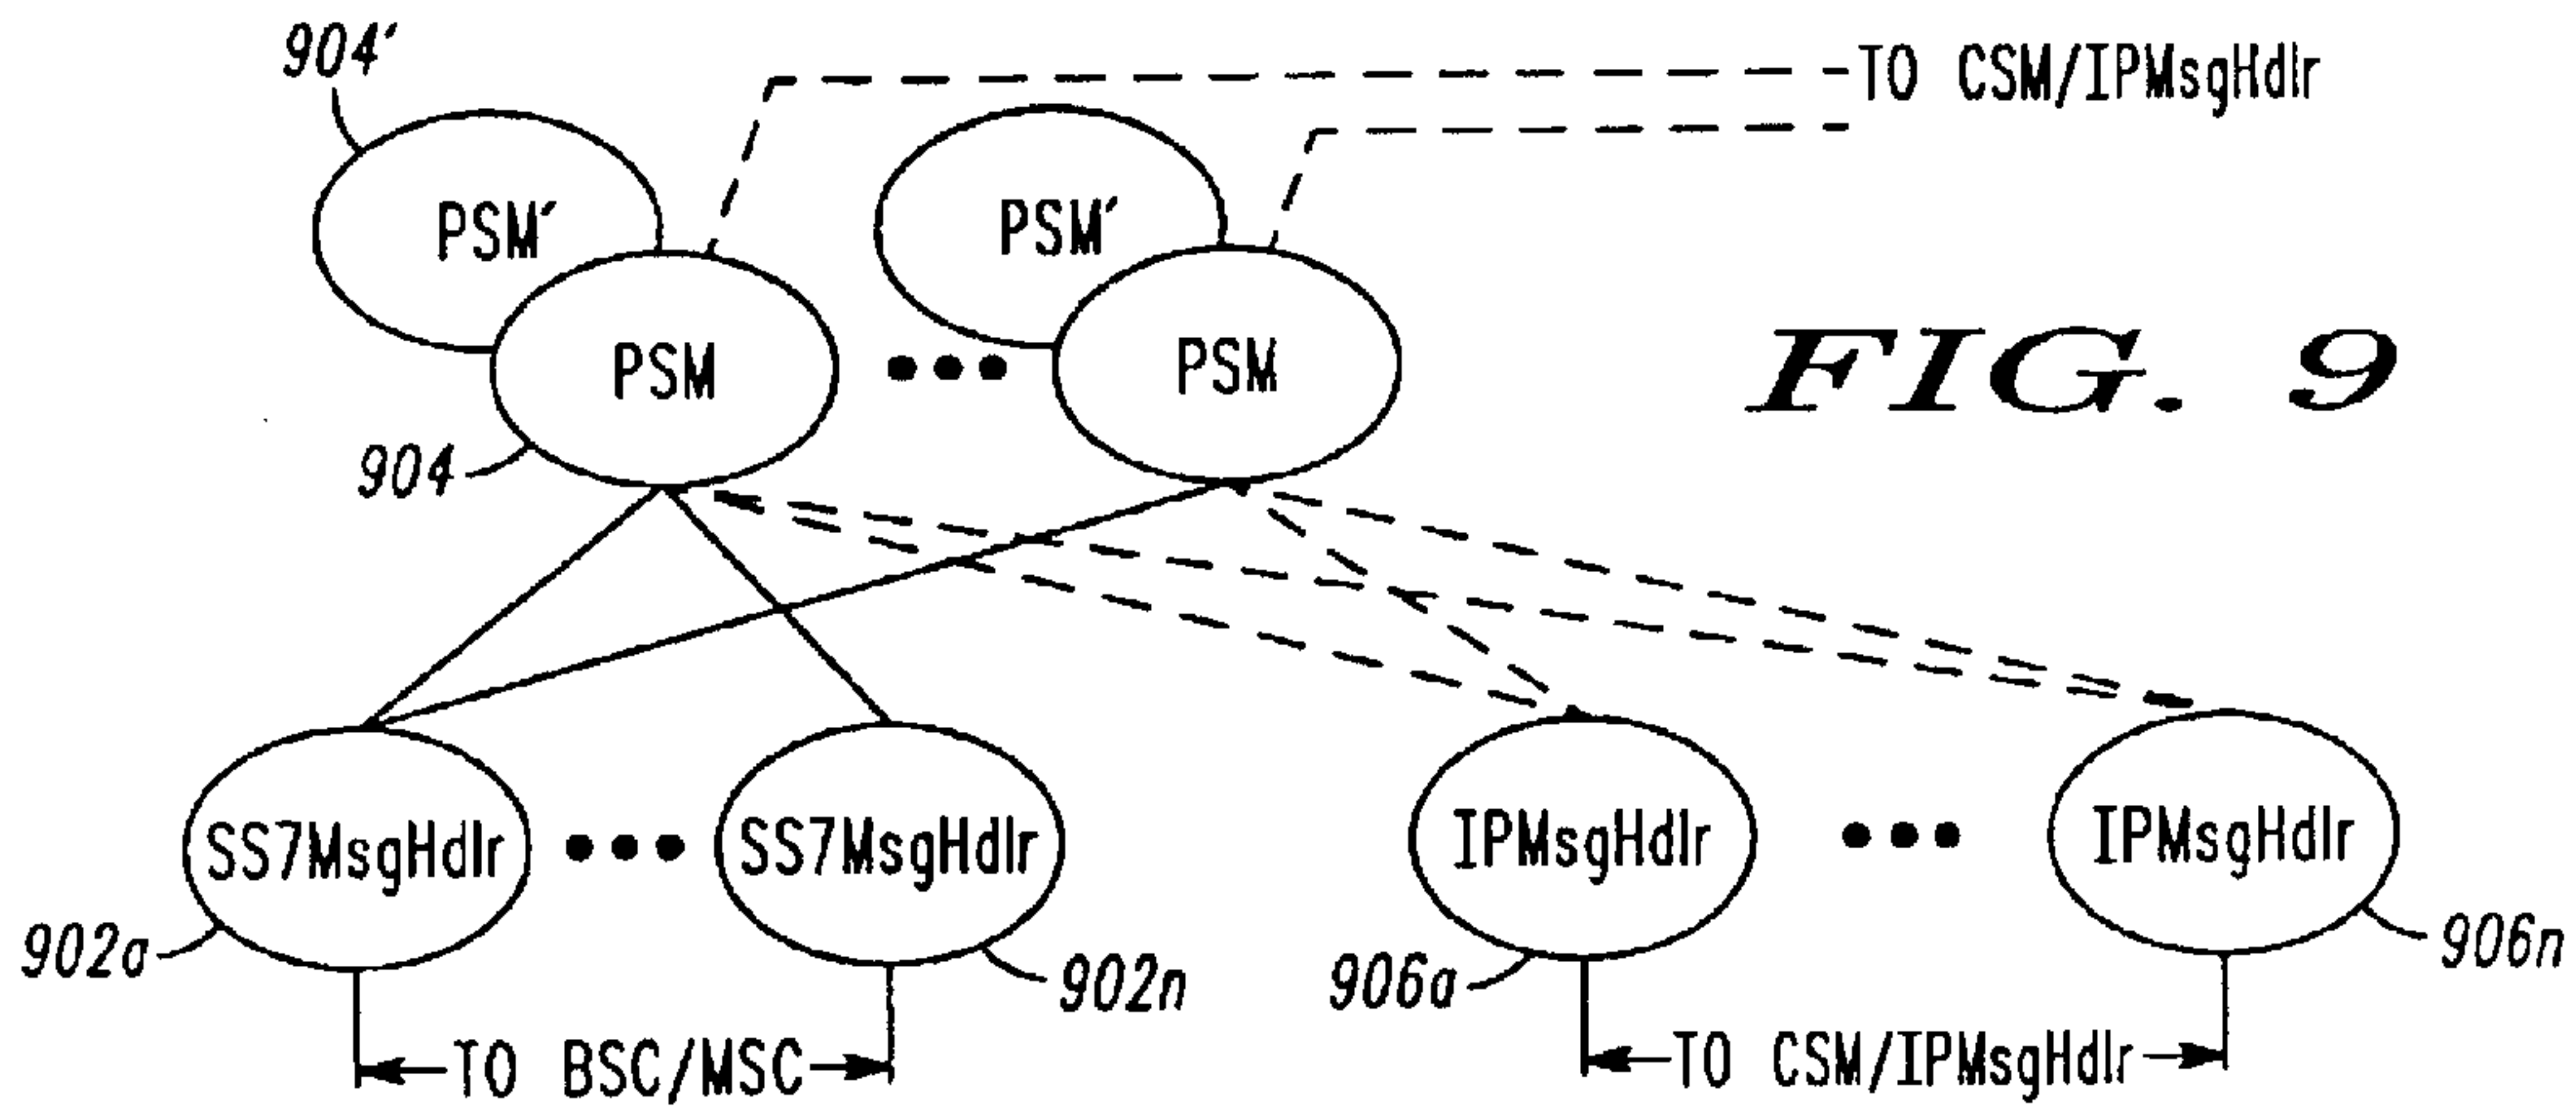 904'
TO CSM/IPMsgHdlr
PSM'
PSM'
PSM
PSM
FIG. 9
904
SS7MsgHdlr
SS7MsgHdlr
IPMsgHdlr
IPMsgHdlr
902a
902n
906a
906n
TO BSC/MSC
TO CSM/IPMsgHdlr